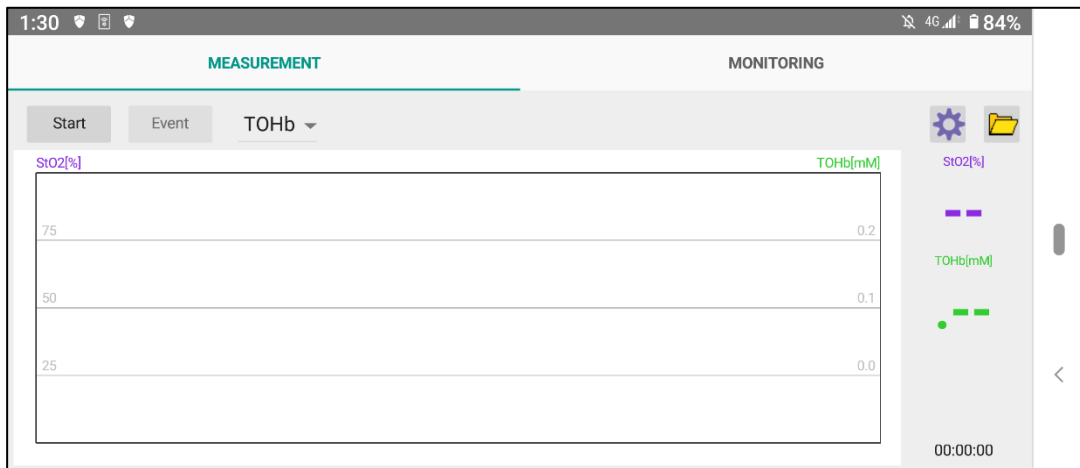 1:30 4G 84%
MEASUREMENT MONITORING
Start Event TOHb
StO2[%] TOHb[mM] StO2[%]
75 0.2 --
TOHb[mM]
50 0.1 .--
25 0.0
00:00:00